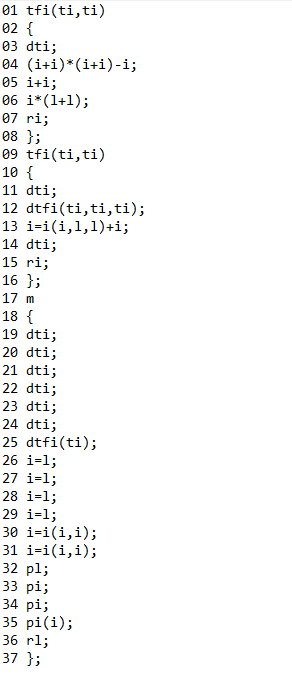 01 tfi(ti,ti)
02 {
03 dti;
04 (i+i)*(i+i)-i;
05 i+i;
06 i*(l+l);
07 ri;
08 };
09 tfi(ti,ti)
10 {
11 dti;
12 dtfi(ti,ti,ti);
13 i=i(i,l,l)+i;
14 dti;
15 ri;
16 };
17 m
18 {
19 dti;
20 dti;
21 dti;
22 dti;
23 dti;
24 dti;
25 dtfi(ti);
26 i=l;
27 i=l;
28 i=l;
29 i=l;
30 i=i(i,i);
31 i=i(i,i);
32 pl;
33 pi;
34 pi;
35 pi(i);
36 rl;
37 };